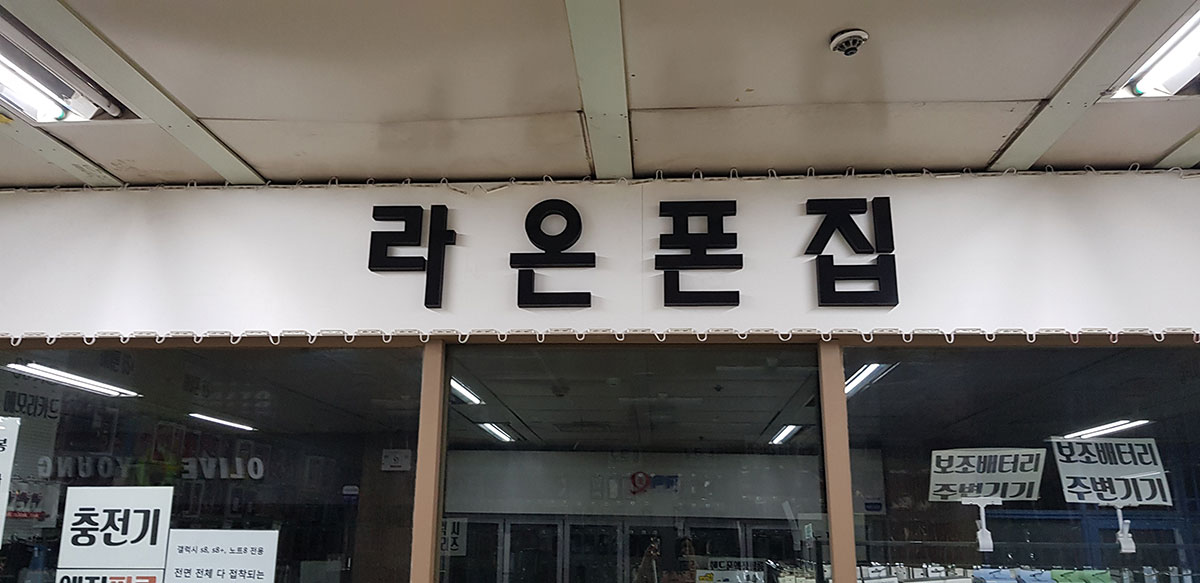 라온폰집
OLIVE YOUNG
보조배터리
주변기기
보조배터리
주변기기
충전기
갤럭시 s8, s8+, 노트8 전용
전면 전체 다 접착되는